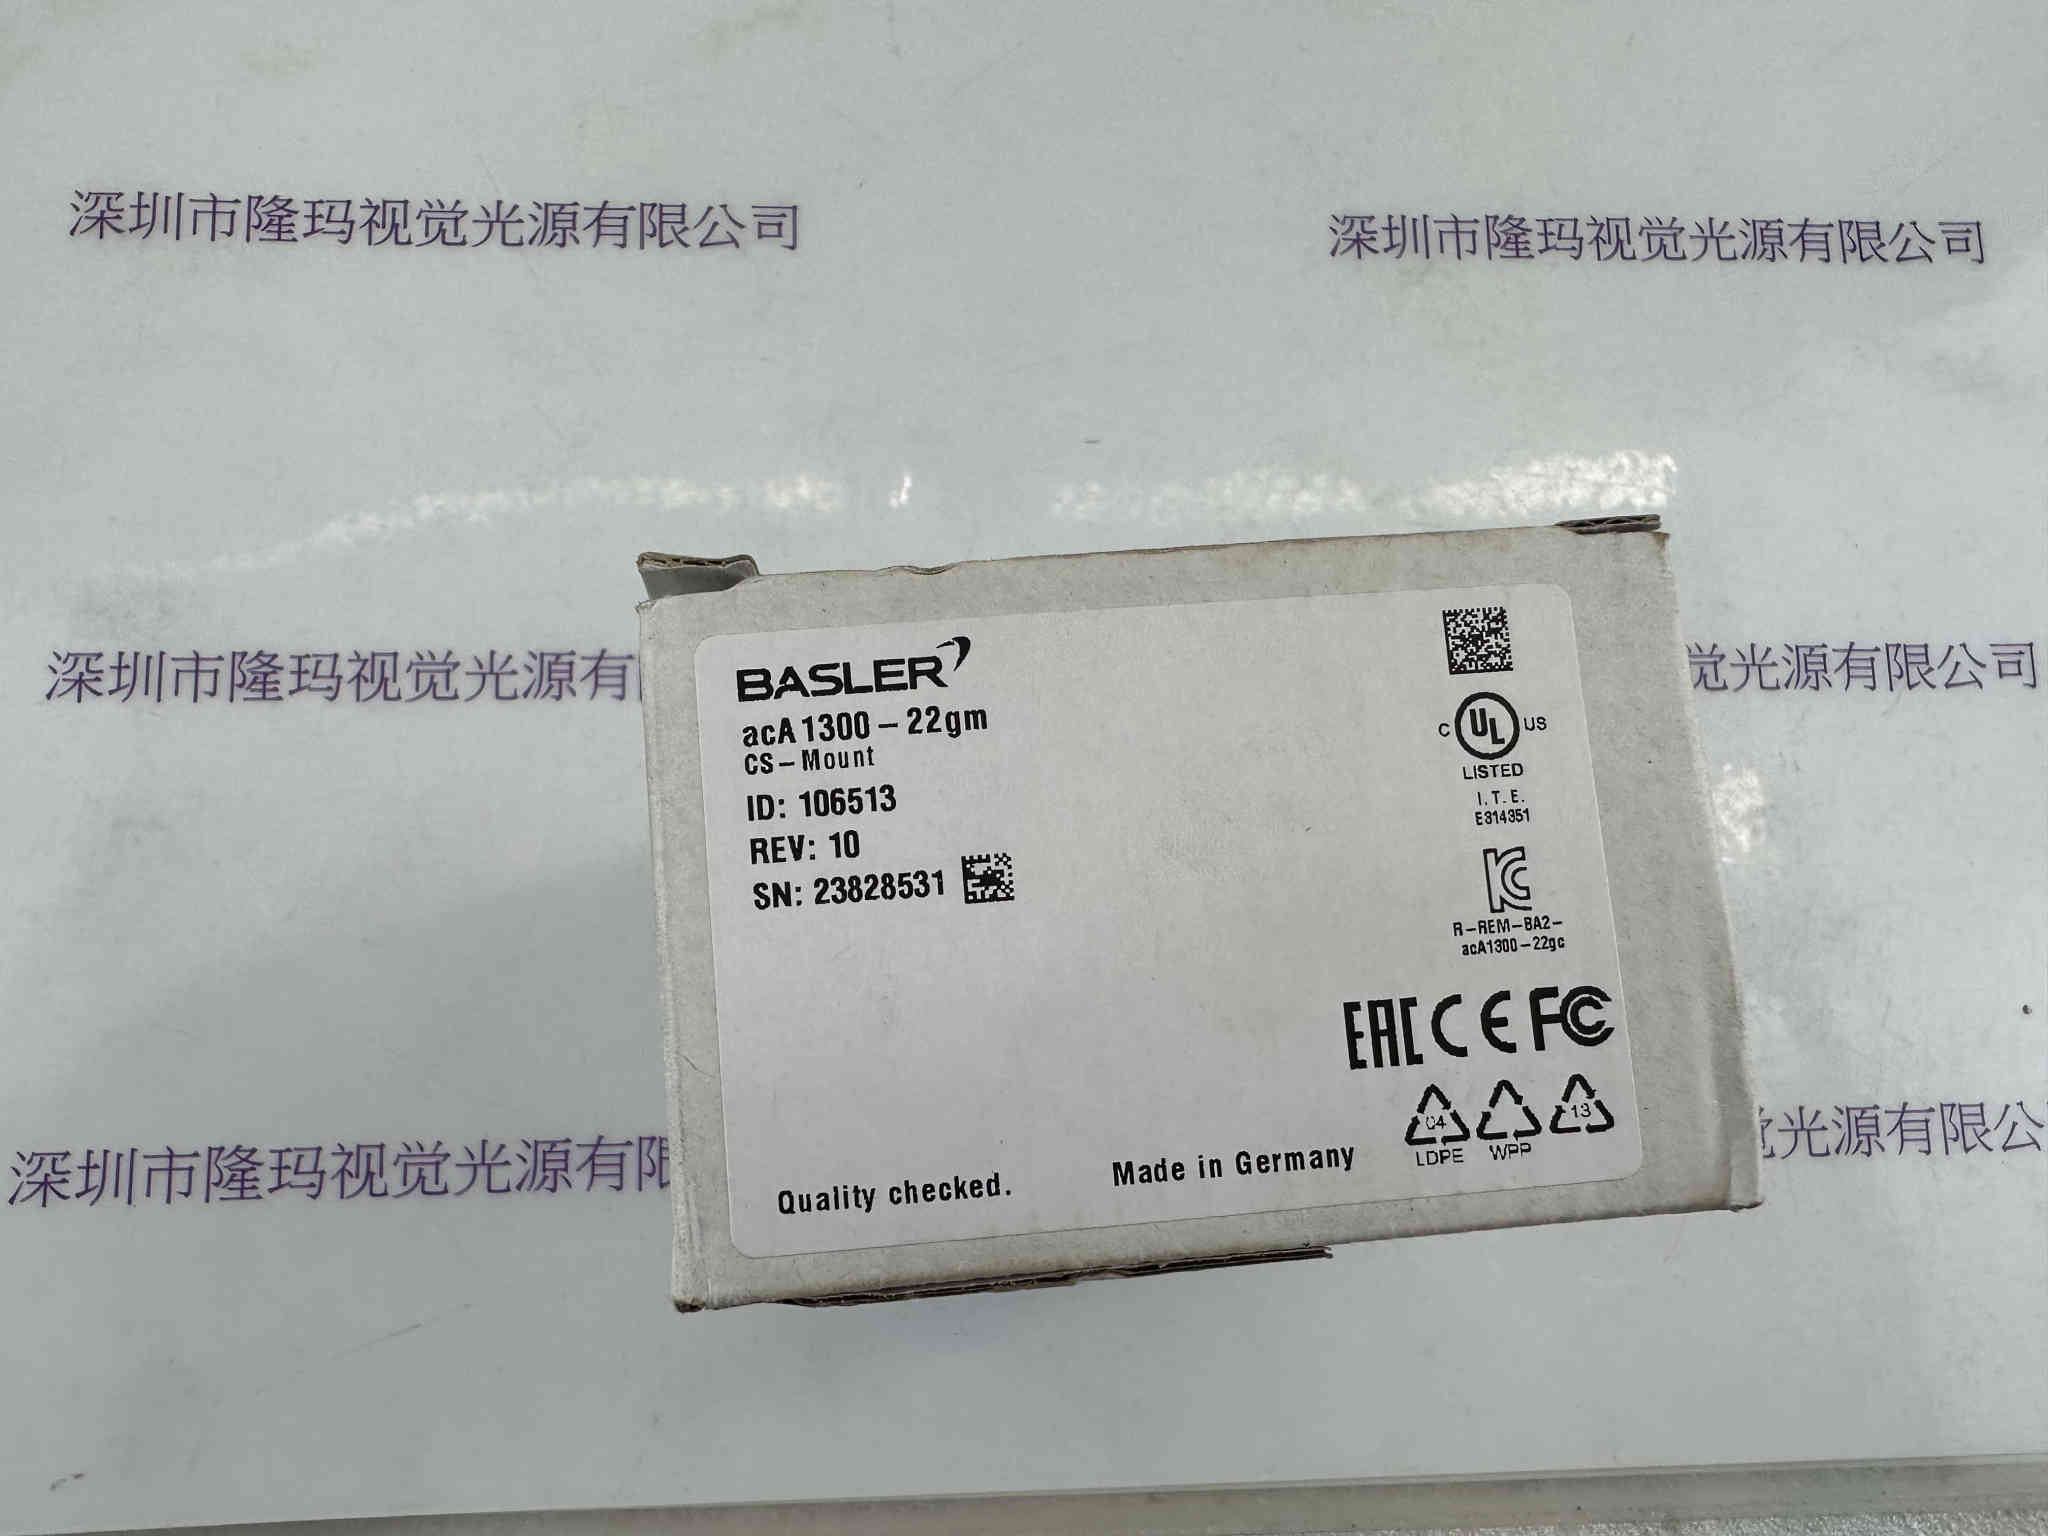 深圳市隆玛视觉光源有限公司
深圳市隆玛视觉光源有限公司
深圳市隆玛视觉光源有
觉光源有限公司
BASLER
acA1300-22gm
CS-Mount
ID: 106513
REV: 10
SN: 23828531
C UL US
LISTED
I.T.E.
E314351
R-REM-BA2-
acA1300-22gc
EAC CE FC
04
13
LDPE
WPP
Quality checked.
Made in Germany
深圳市隆玛视觉光源有限
光源有限公